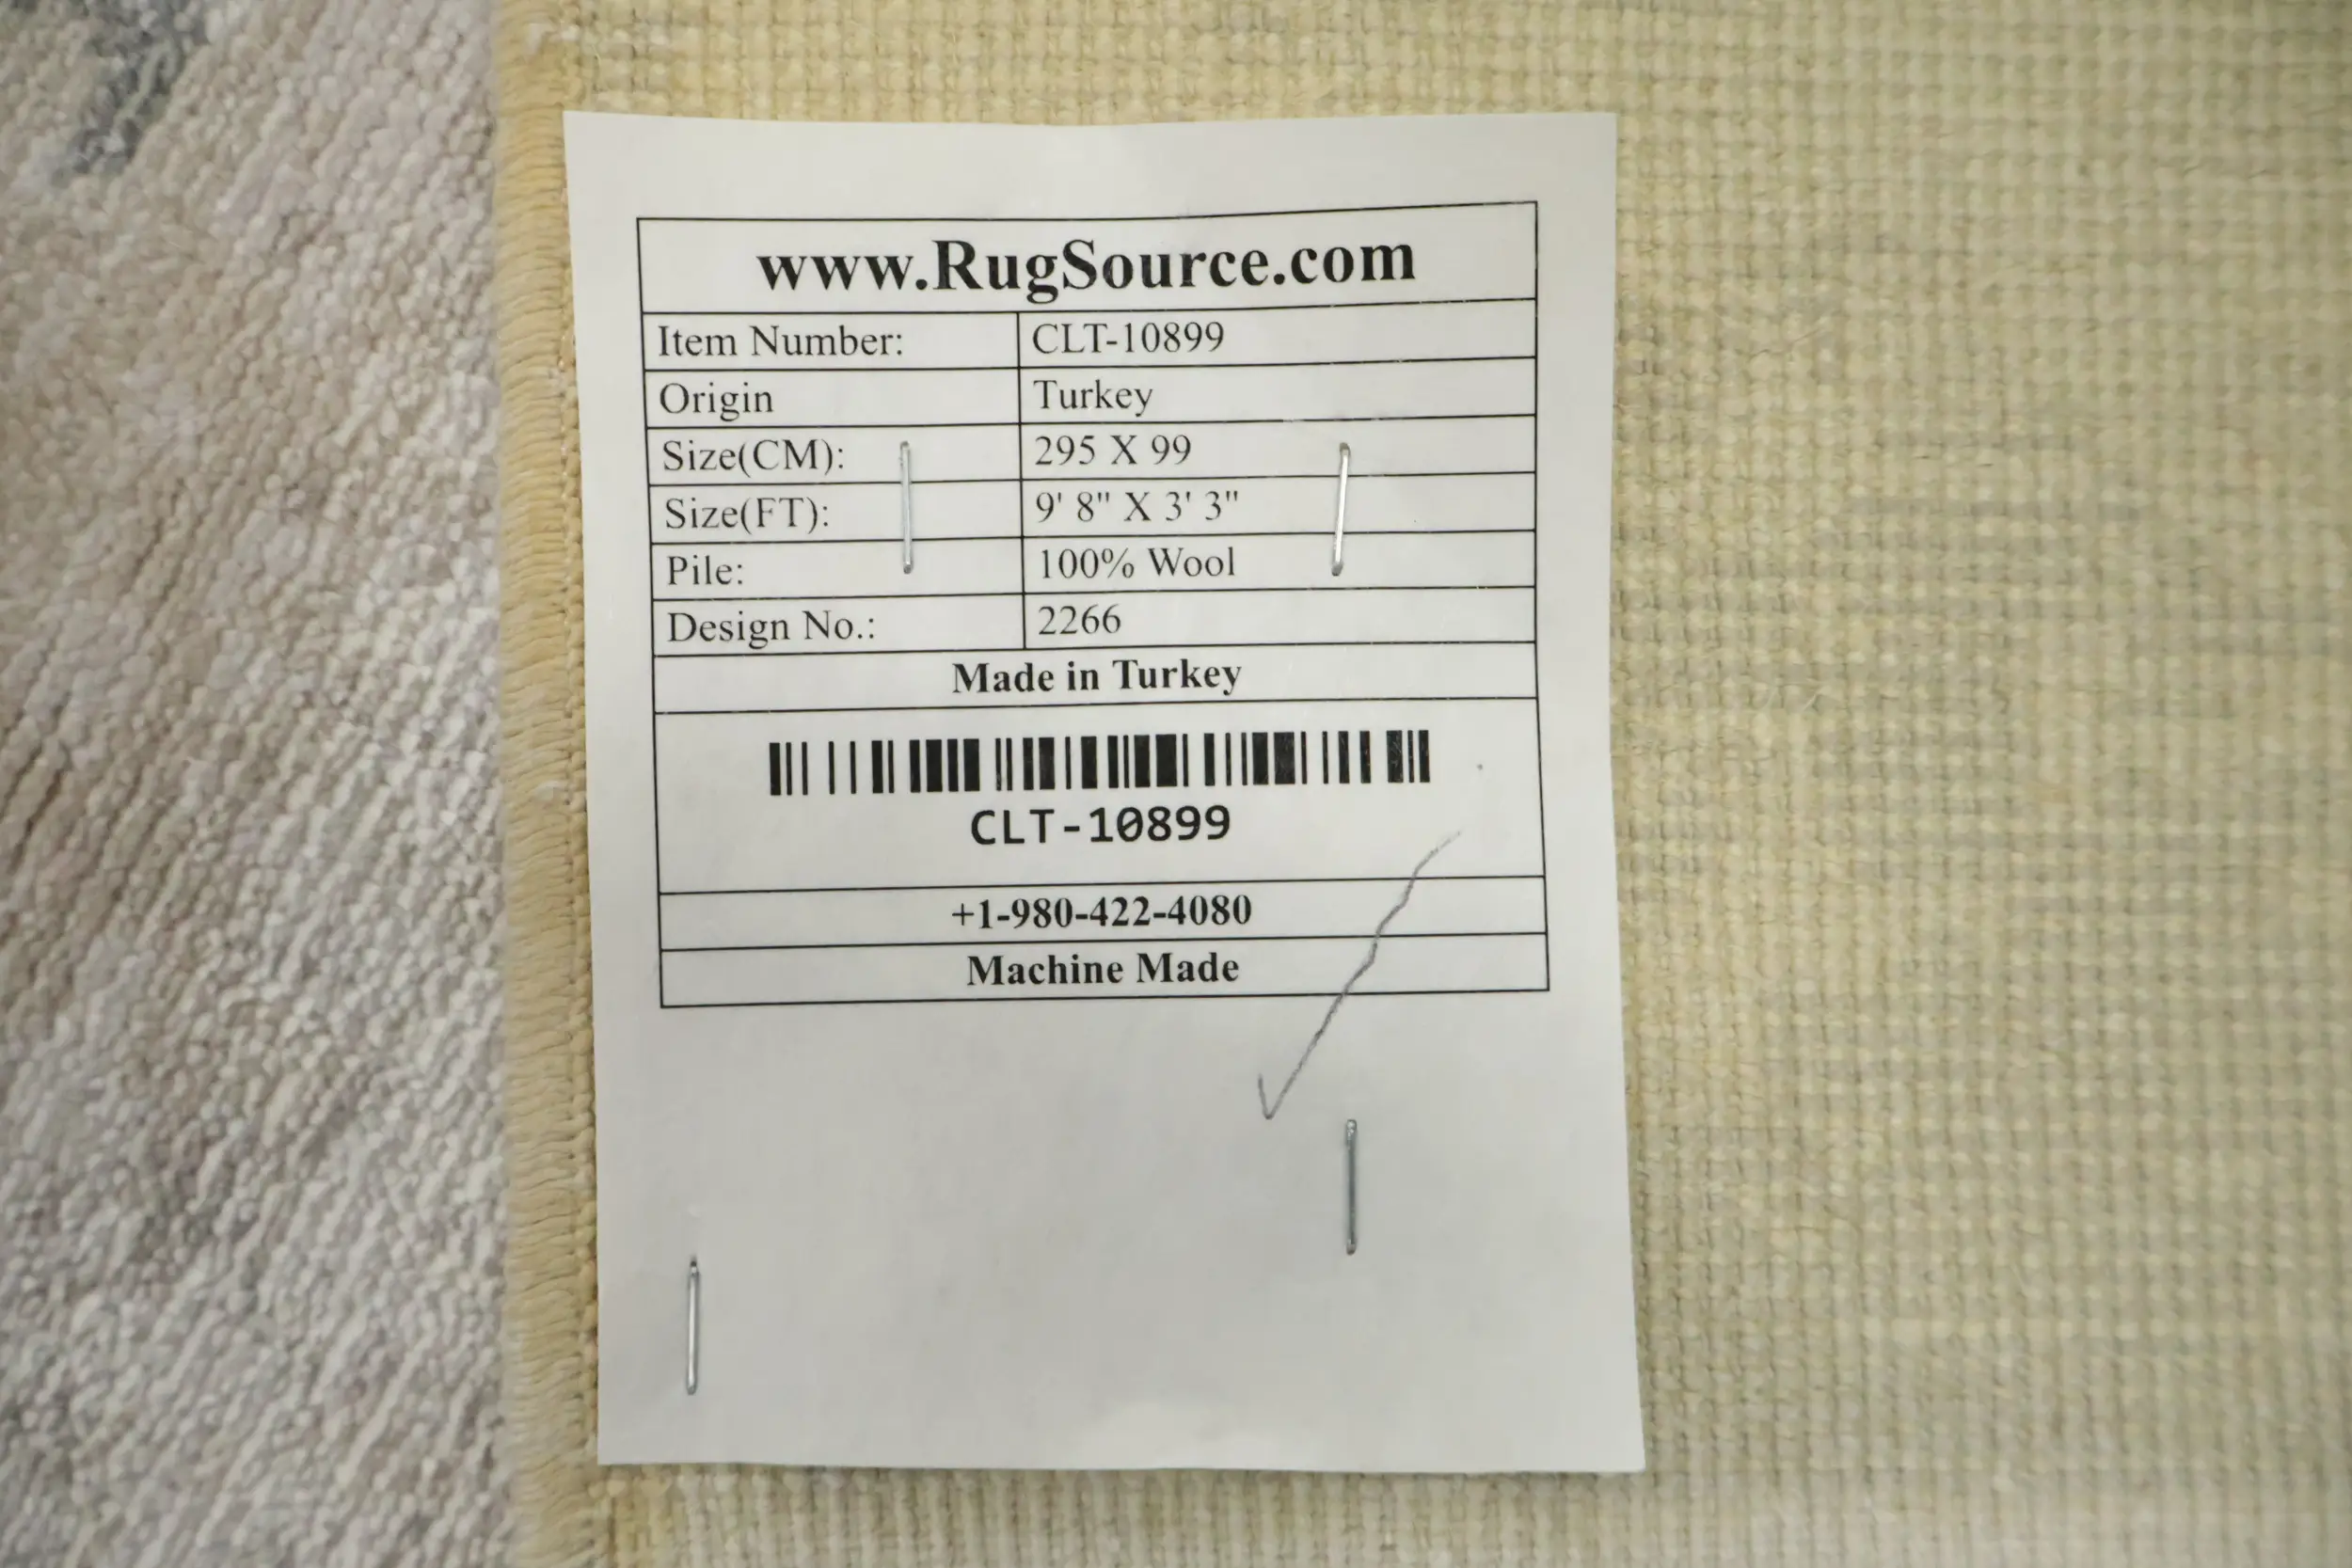 www.RugSource.com
Item Number: CLT-10899
Origin Turkey
Size(CM): 295 X 99
Size(FT): 9' 8" X 3' 3"
Pile: 100% Wool
Design No.: 2266
Made in Turkey
CLT-10899
+1-980-422-4080
Machine Made